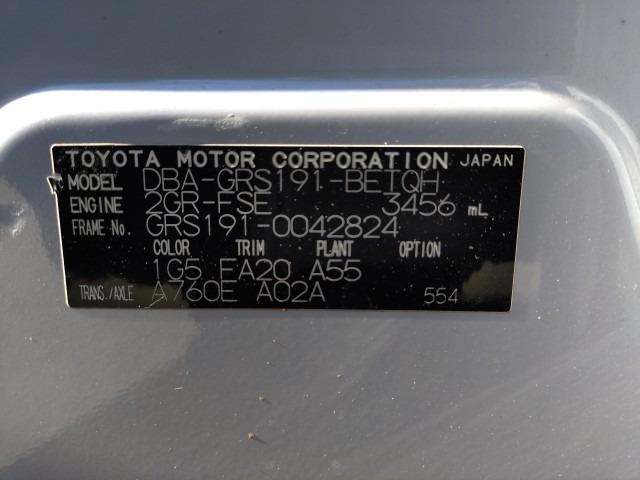 TOYOTA MOTOR CORPORATION JAPAN
MODEL DBA-GRS191-BETQH
ENGINE 2GR-FSE 3456 mL
FRAME No. GRS191-0042824
COLOR TRIM PLANT OPTION
1G5 FA20 A55
TRANS./AXLE A760E A02A 554